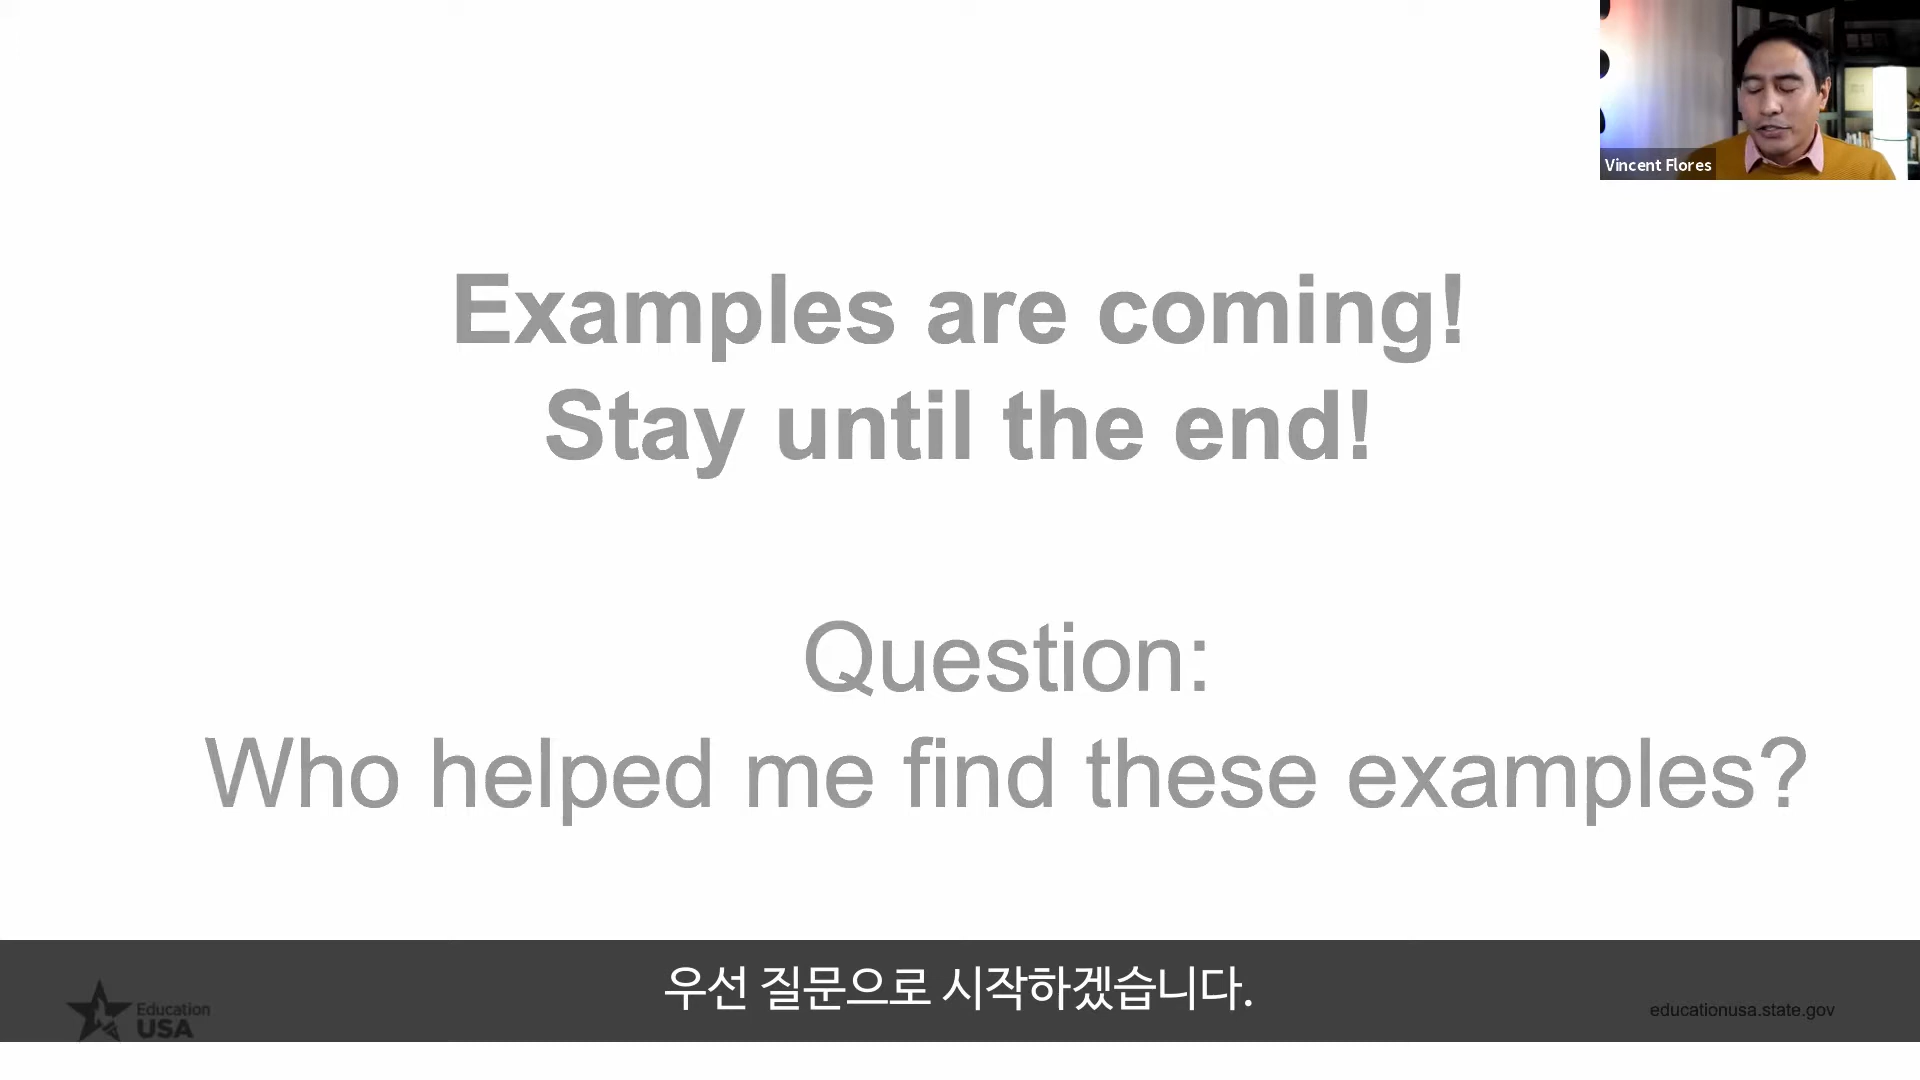 Vincent Flores
Examples are coming!
Stay until the end!
Question:
Who helped me find these examples?
우선 질문으로 시작하겠습니다.
Education
USA
educationusa.state.gov